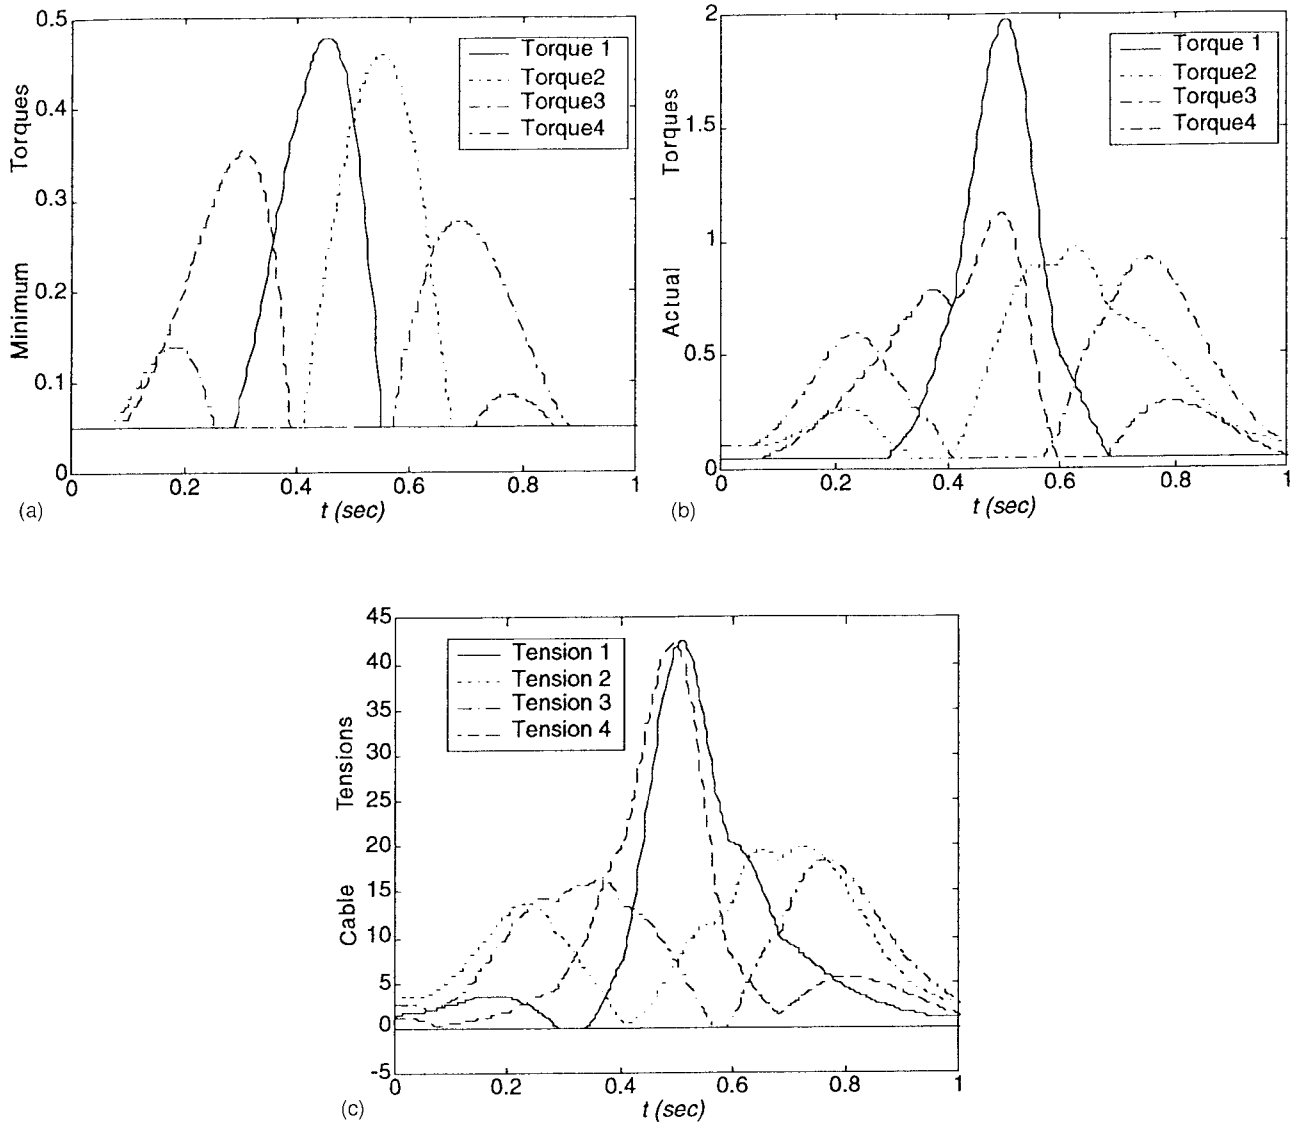 0.5
0.4
0.3
0.2
0.1
0
Minimum Torques
Torque 1
Torque2
Torque3
Torque4
0 0.2 0.4 0.6 0.8 1
t (sec)
(a)
2
1.5
1
0.5
0
Actual Torques
Torque 1
Torque2
Torque3
Torque4
0 0.2 0.4 0.6 0.8 1
t (sec)
(b)
45
40
35
30
25
20
15
10
5
0
-5
Cable Tensions
Tension 1
Tension 2
Tension 3
Tension 4
0 0.2 0.4 0.6 0.8 1
t (sec)
(c)